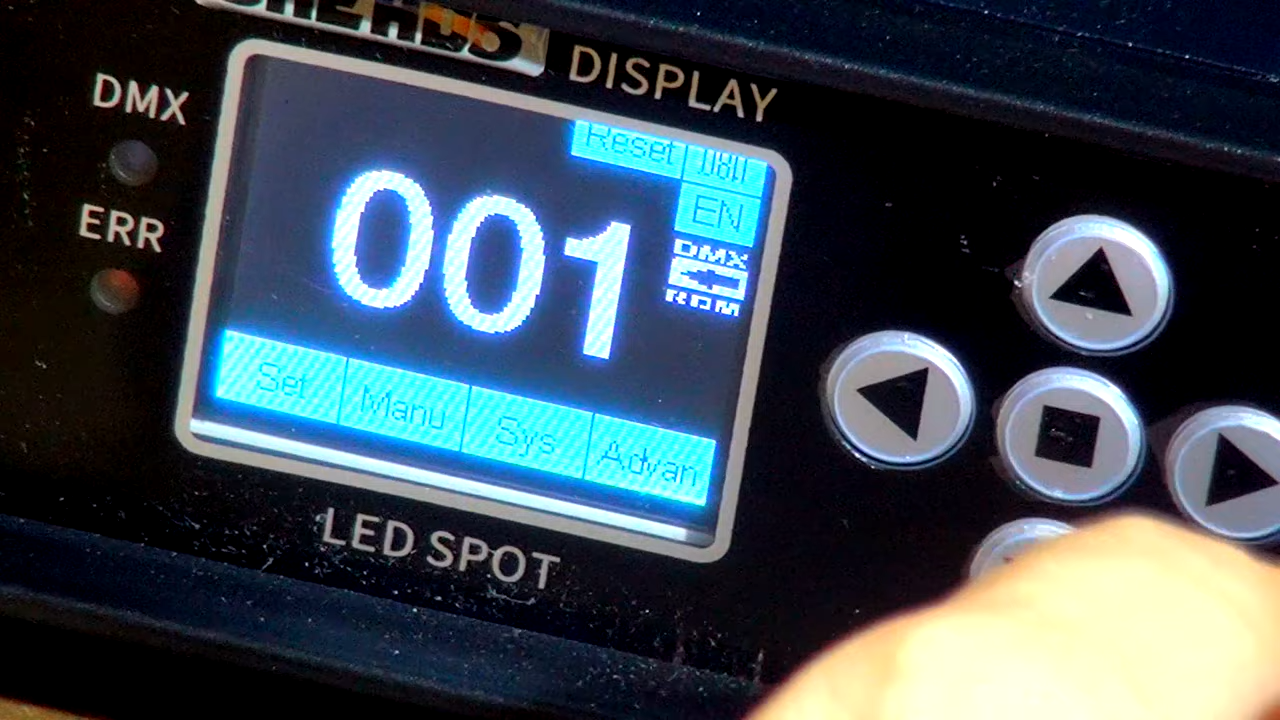 DISPLAY
DMX
ERR
Reset
EN
001
DMX
RDM
Set Manu Sys Advan
LED SPOT